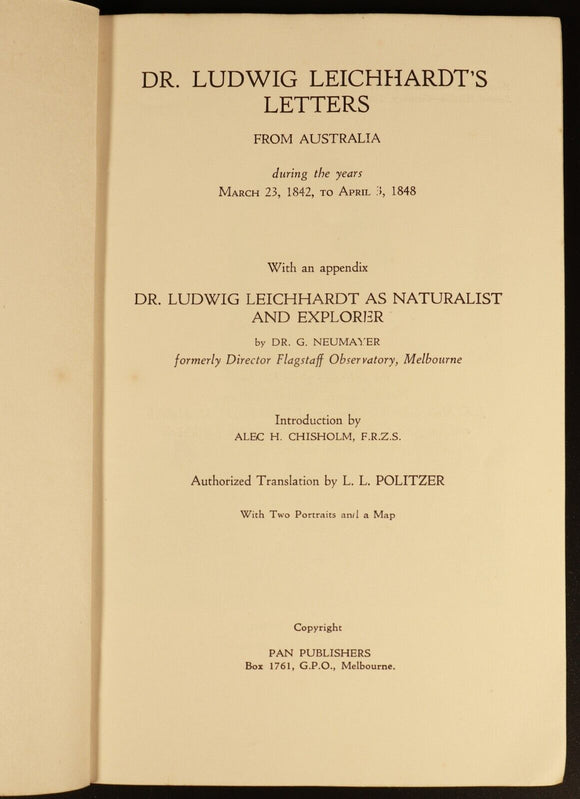 DR. LUDWIG LEICHHARDT'S
LETTERS
FROM AUSTRALIA
during the years
MARCH 23, 1842, TO APRIL 3, 1848
With an appendix
DR. LUDWIG LEICHHARDT AS NATURALIST
AND EXPLORER
by DR. G. NEUMAYER
formerly Director Flagstaff Observatory, Melbourne
Introduction by
ALEC H. CHISHOLM, F.R.Z.S.
Authorized Translation by L. L. POLITZER
With Two Portraits and a Map
Copyright
PAN PUBLISHERS
Box 1761, G.P.O., Melbourne.